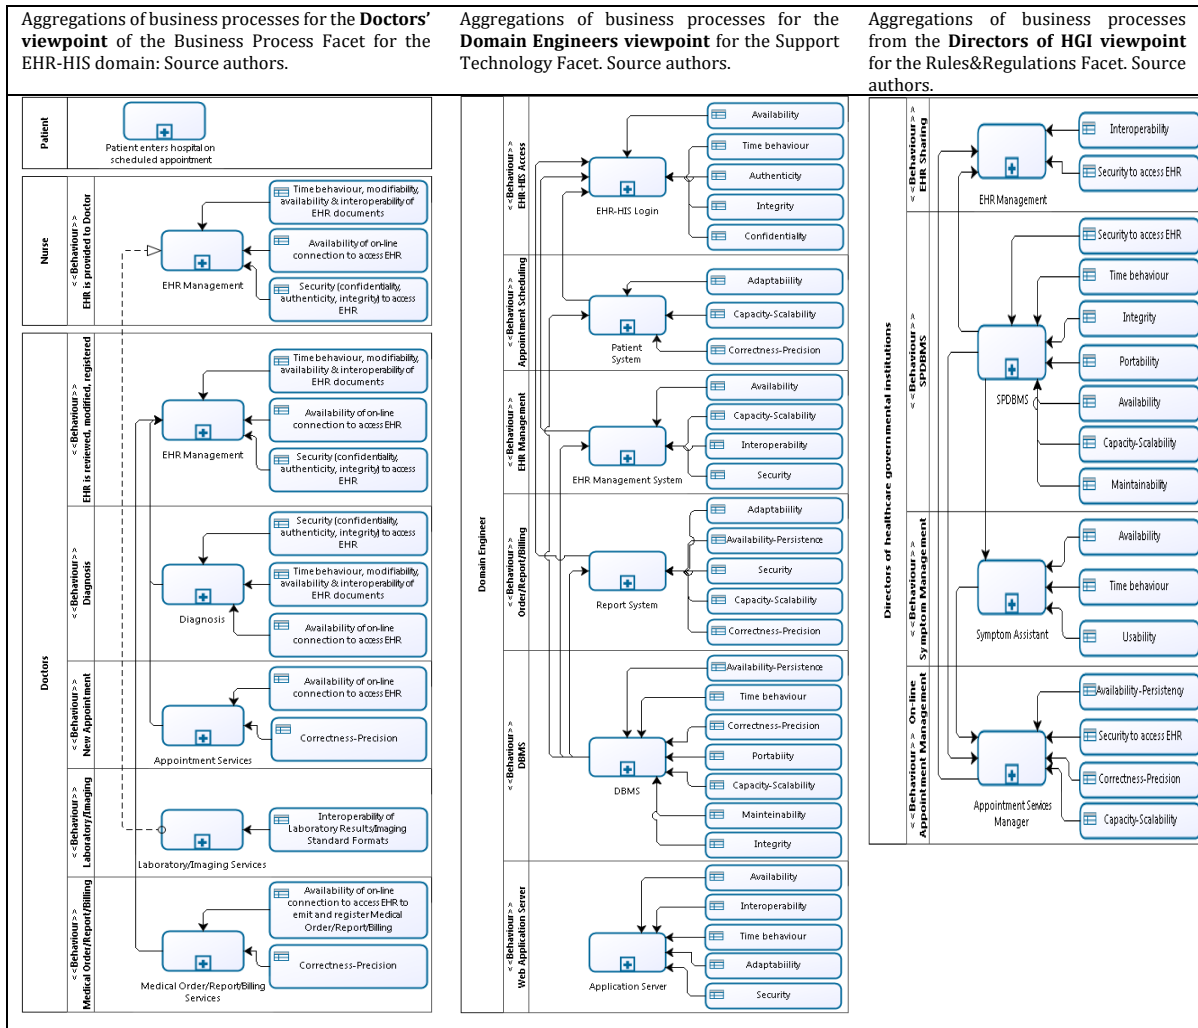 Aggregations of business processes for the Doctors'
viewpoint of the Business Process Facet for the
EHR-HIS domain: Source authors.
Aggregations of business processes for the
Domain Engineers viewpoint for the Support
Technology Facet. Source authors.
Aggregations of business processes
from the Directors of HGI viewpoint
for the Rules&Regulations Facet. Source
authors.
Patient
Patient enters hospital on
scheduled appointment
Nurse
<<Behaviour>>
EHR is provided to Doctor
EHR Management
Time behaviour, modifiability,
availability & interoperability of
EHR documents
Availability of on-line
connection to access EHR
Security (confidentiality,
authenticity, integrity) to access
EHR
Doctors
<<Behaviour>>
EHR is reviewed, modified, registered
EHR Management
Time behaviour, modifiability,
availability & interoperability of
EHR documents
Availability of on-line
connection to access EHR
Security (confidentiality,
authenticity, integrity) to access
EHR
<<Behaviour>>
Diagnosis
Diagnosis
Security (confidentiality,
authenticity, integrity) to access
EHR
Time behaviour, modifiability,
availability & interoperability of
EHR documents
Availability of on-line
connection to access EHR
<<Behaviour>>
New Appointment
Appointment Services
Availability of on-line
connection to access EHR
Correctness-Precision
<<Behaviour>>
Laboratory/Imaging
Laboratory/Imaging Services
Interoperability of
Laboratory Results/Imaging
Standard Formats
<<Behaviour>>
Medical Order/Report/Billing
Medical Order/Report/Billing
Services
Availability of on-line
connection to access EHR to
emit and register Medical
Order/Report/Billing
Correctness-Precision
Domain Engineer
<<Behaviour>>
EHR-HIS Access
EHR-HIS Login
Availability
Time behaviour
Authenticity
Integrity
Confidentiality
<<Behaviour>>
Appointment Scheduling
Patient
System
Adaptabiility
Capacity-Scalability
Correctness-Precision
<<Behaviour>>
EHR Management
EHR Management System
Availability
Capacity-Scalability
Interoperability
Security
<<Behaviour>>
Order/Report/Billing
Report System
Adaptabiility
Availability-Persistence
Security
Capacity-Scalability
Correctness-Precision
<<Behaviour>>
DBMS
DBMS
Availability-Persistence
Time behaviour
Correctness-Precision
Portability
Capacity-Scalability
Mainteinability
Integrity
<<Behaviour>>
Web Application Server
Application Server
Availability
Interoperability
Time behaviour
Adaptabiility
Security
Directors of healthcare governmental institutions
<<Behaviour>>
EHR Sharing
EHR Management
Interoperability
Security to access EHR
<<Behaviour>>
SPDBMS
SPDBMS
Security to access EHR
Time behaviour
Integrity
Portability
Availability
Capacity-Scalability
Maintainability
<<Behaviour>>
Symptom Management
Symptom Assistant
Availability
Time behaviour
Usability
<<Behaviour>> On-line
Appointment Management
Appointment Services
Manager
Availability-Persistency
Security to access EHR
Correctness-Precision
Capacity-Scalability